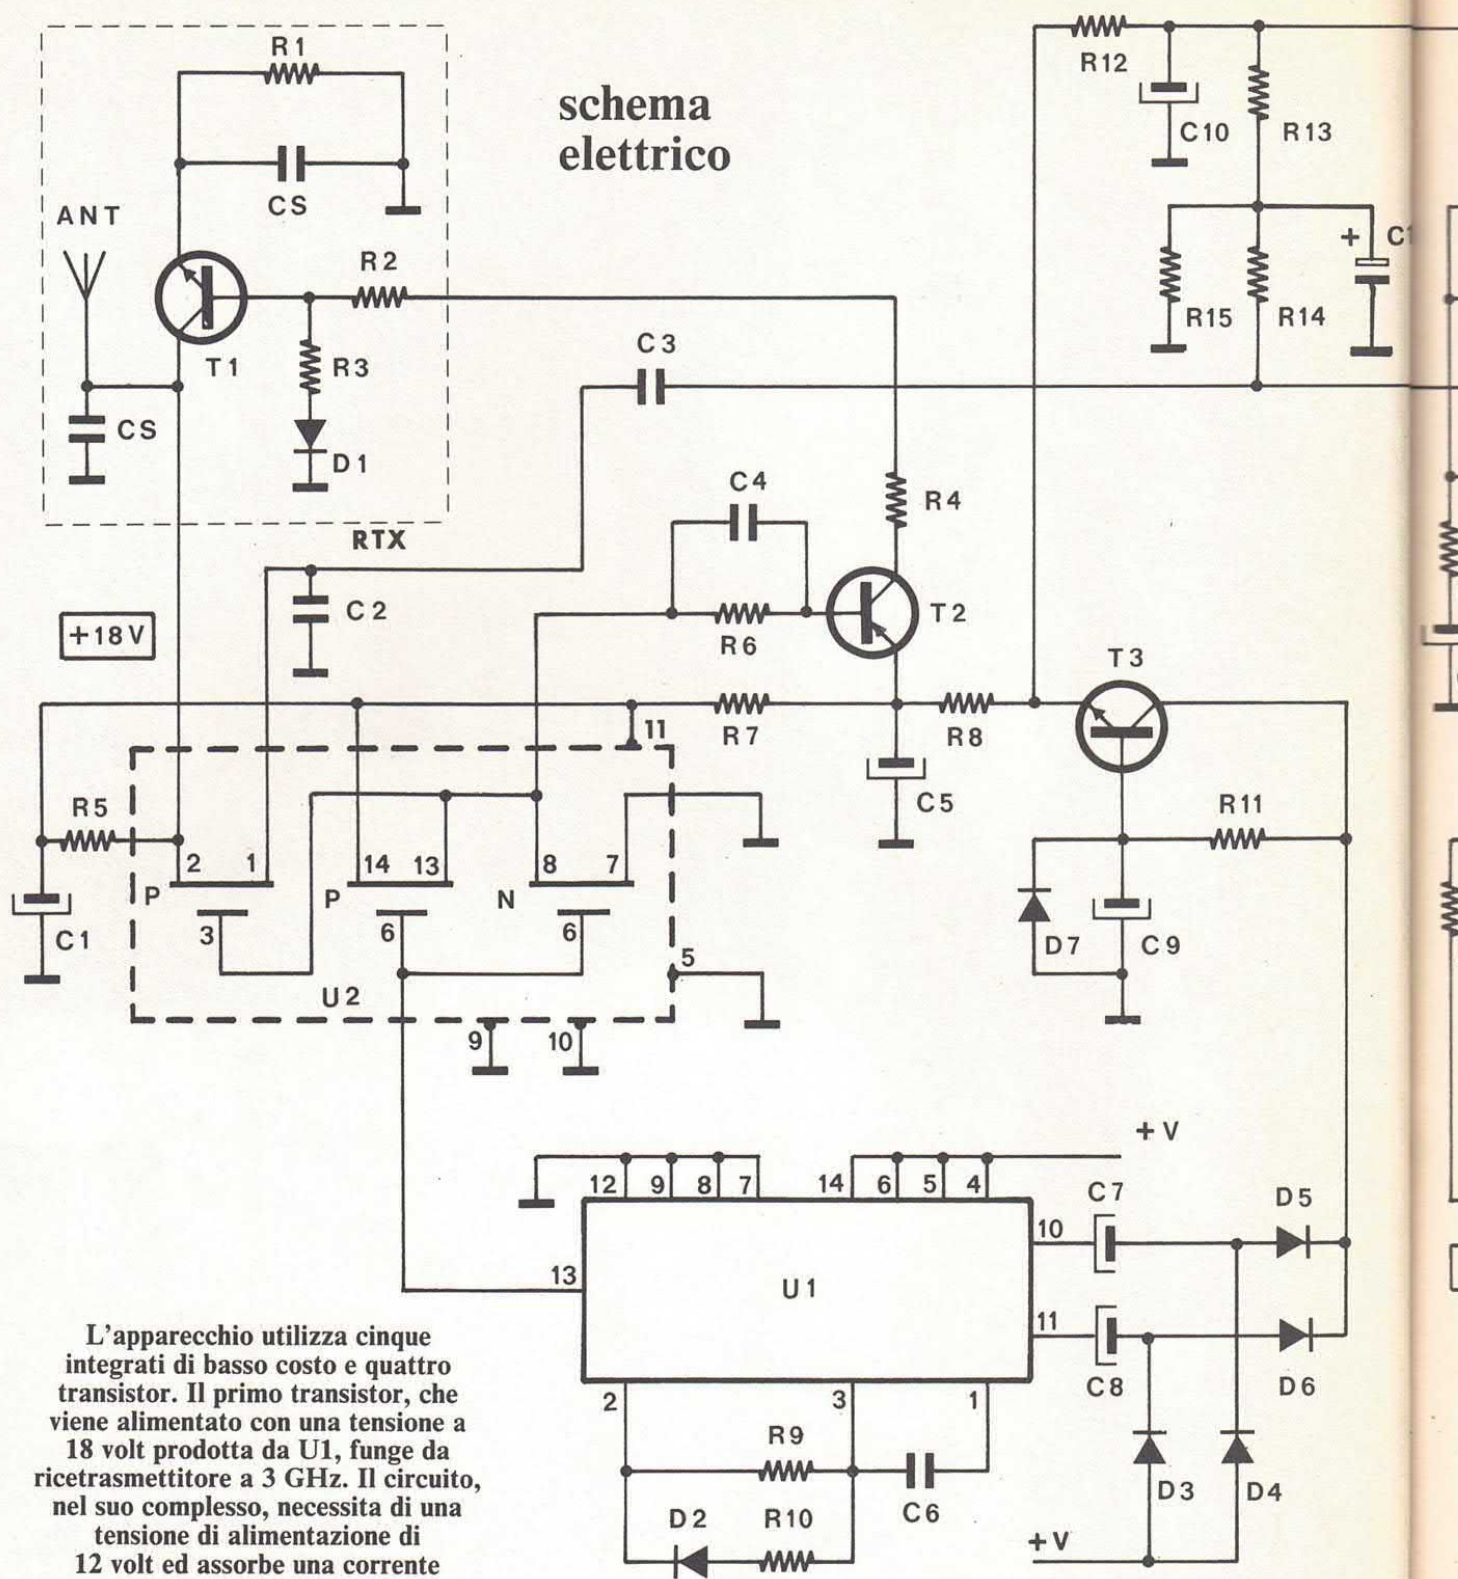 R1
R12
schema
elettrico
C10
R13
CS
ANT
R2
+
R15
R14
T1
R3
C3
CS
D1
C4
R4
RTX
C2
+18V
R6
T2
T3
11
R7
R8
C5
R5
R11
2
1
14
13
8
7
P
P
N
C1
3
6
6
5
D7
C9
U2
9
10
+V
12
9
8
7
14
6
5
4
C7
D5
10
13
U1
11
C8
D6
2
3
1
R9
C6
D3
D4
D2
R10
+V
L'apparecchio utilizza cinque
integrati di basso costo e quattro
transistor. Il primo transistor, che
viene alimentato con una tensione a
18 volt prodotta da U1, funge da
ricetrasmettitore a 3 GHz. Il circuito,
nel suo complesso, necessita di una
tensione di alimentazione di
12 volt ed assorbe una corrente